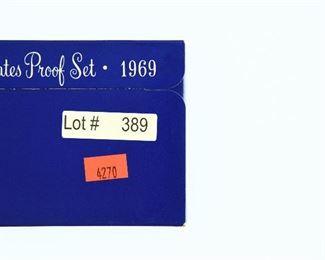 ates Proof Set · 1969
Lot # 389
4270